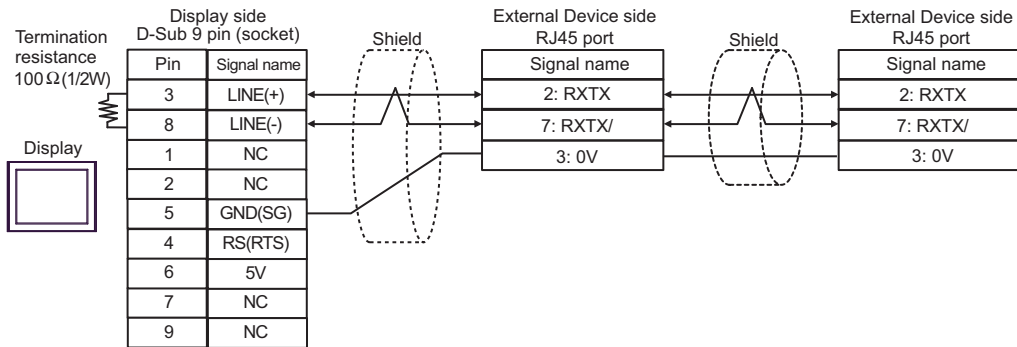 Termination
resistance
100Ω(1/2W)
Display
Display side
D-Sub 9 pin (socket)
Pin Signal name
3 LINE(+)
8 LINE(-)
1 NC
2 NC
5 GND(SG)
4 RS(RTS)
6 5V
7 NC
9 NC
Shield
External Device side
RJ45 port
Signal name
2: RXTX
7: RXTX/
3: 0V
Shield
External Device side
RJ45 port
Signal name
2: RXTX
7: RXTX/
3: 0V